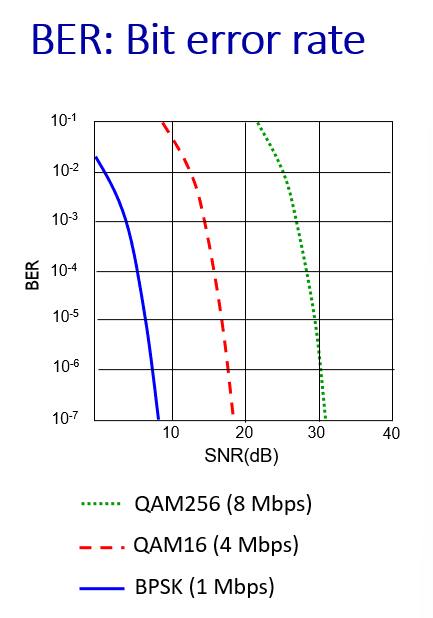 BER: Bit error rate
10-1
10-2
10-3
10-4
10-5
10-6
10-7
BER
10 20 30 40
SNR(dB)
QAM256 (8 Mbps)
QAM16 (4 Mbps)
BPSK (1 Mbps)